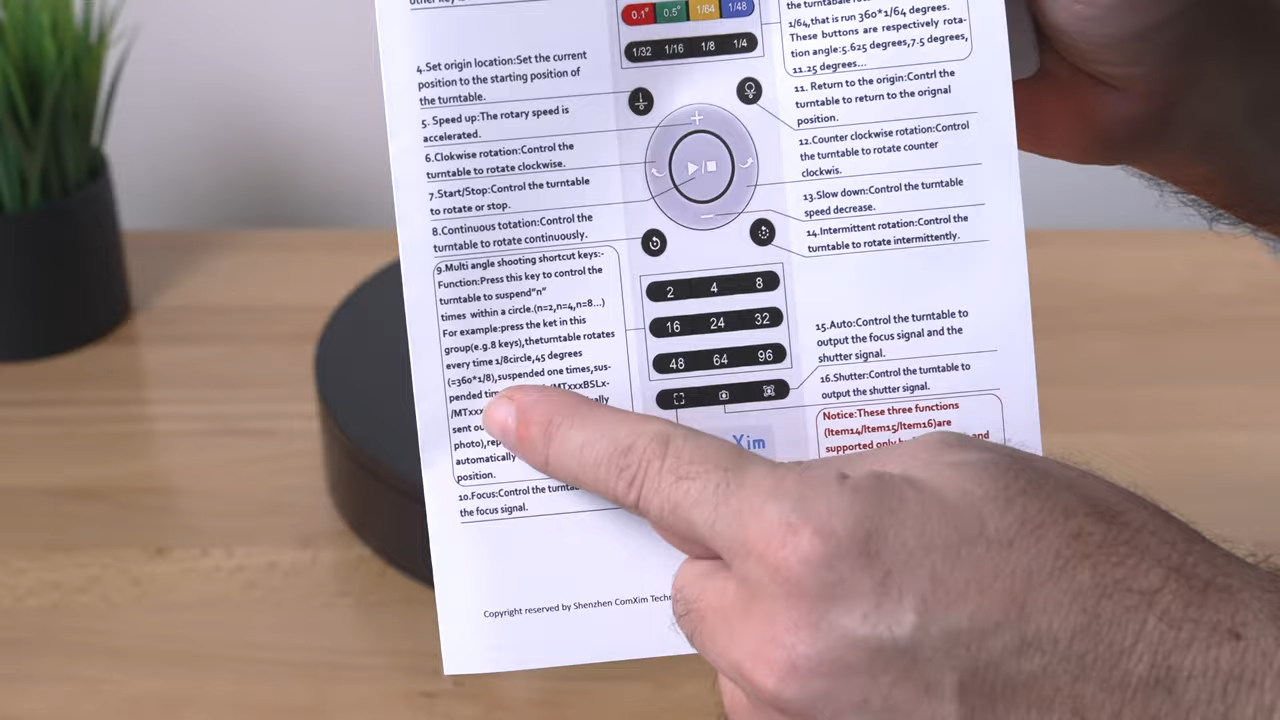 other key is
4.Set origin location:Set the current
position to the starting position of
the turntable.
5. Speed up:The rotary speed is
accelerated.
6.Clokwise rotation:Control the
turntable to rotate clockwise.
7.Start/Stop:Control the turntable
to rotate or stop.
8.Continuous totation:Control the
turntable to rotate continuously.
9.Multi angle shooting shortcut keys:-
Function:Press this key to control the
turntable to suspend"n"
times within a circle.(n=2,n=4,n=8...)
For example:press the ket in this
group(e.g.8 keys),theturntable rotates
every time 1/8circle,45 degrees
(=360*1/8),suspended one times,sus-
pended /MTxxxBSLx-
sent
photo),
automatically
position.
10.Focus:Control the
the focus signal.
0.1° 0.5° 1/64 1/48
1/32 1/16 1/8 1/4
2 4 8
16 24 32
48 64 96
Xim
1/64,that is run 360*1/64 degrees.
These buttons are respectively rota-
tion angle:5.625 degrees,7.5 degrees,
11.25 degrees...
11. Return to the origin:Contrl the
turntable to return to the orignal
position.
12.Counter clockwise rotation:Control
the turntable to rotate counter
clockwis.
13.Slow down:Control the turntable
speed decrease.
14.Intermittent rotation:Control the
turntable to rotate intermittently.
15.Auto:Control the turntable to
output the focus signal and the
shutter signal.
16.Shutter:Control the turntable to
output the shutter signal.
Notice:These three functions
(Item14/Item15/Item16)are
supported only and
Copyright reserved by Shenzhen ComXim